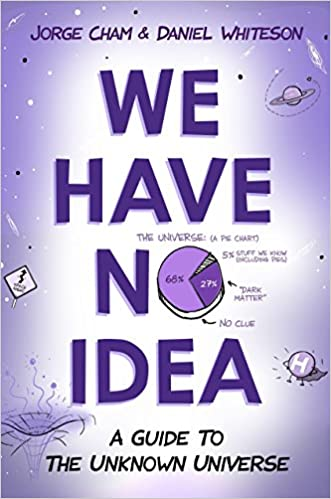 JORGE CHAM & DANIEL WHITESON
WE
HAVE
THE UNIVERSE: (A PIE CHART)
NO
5% STUFF WE KNOW
(INCLUDING PIES)
68%
27%
"DARK
MATTER"
NO CLUE
IDEA
H
A GUIDE TO
THE UNKNOWN UNIVERSE